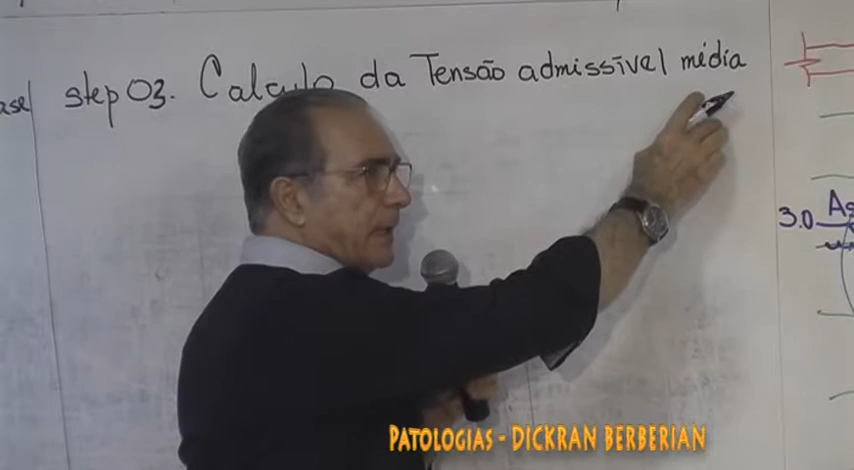 step 03. Calculo da Tensão admissível média
3.0
PATOLOGIAS - DICKRAN BERBERIAN